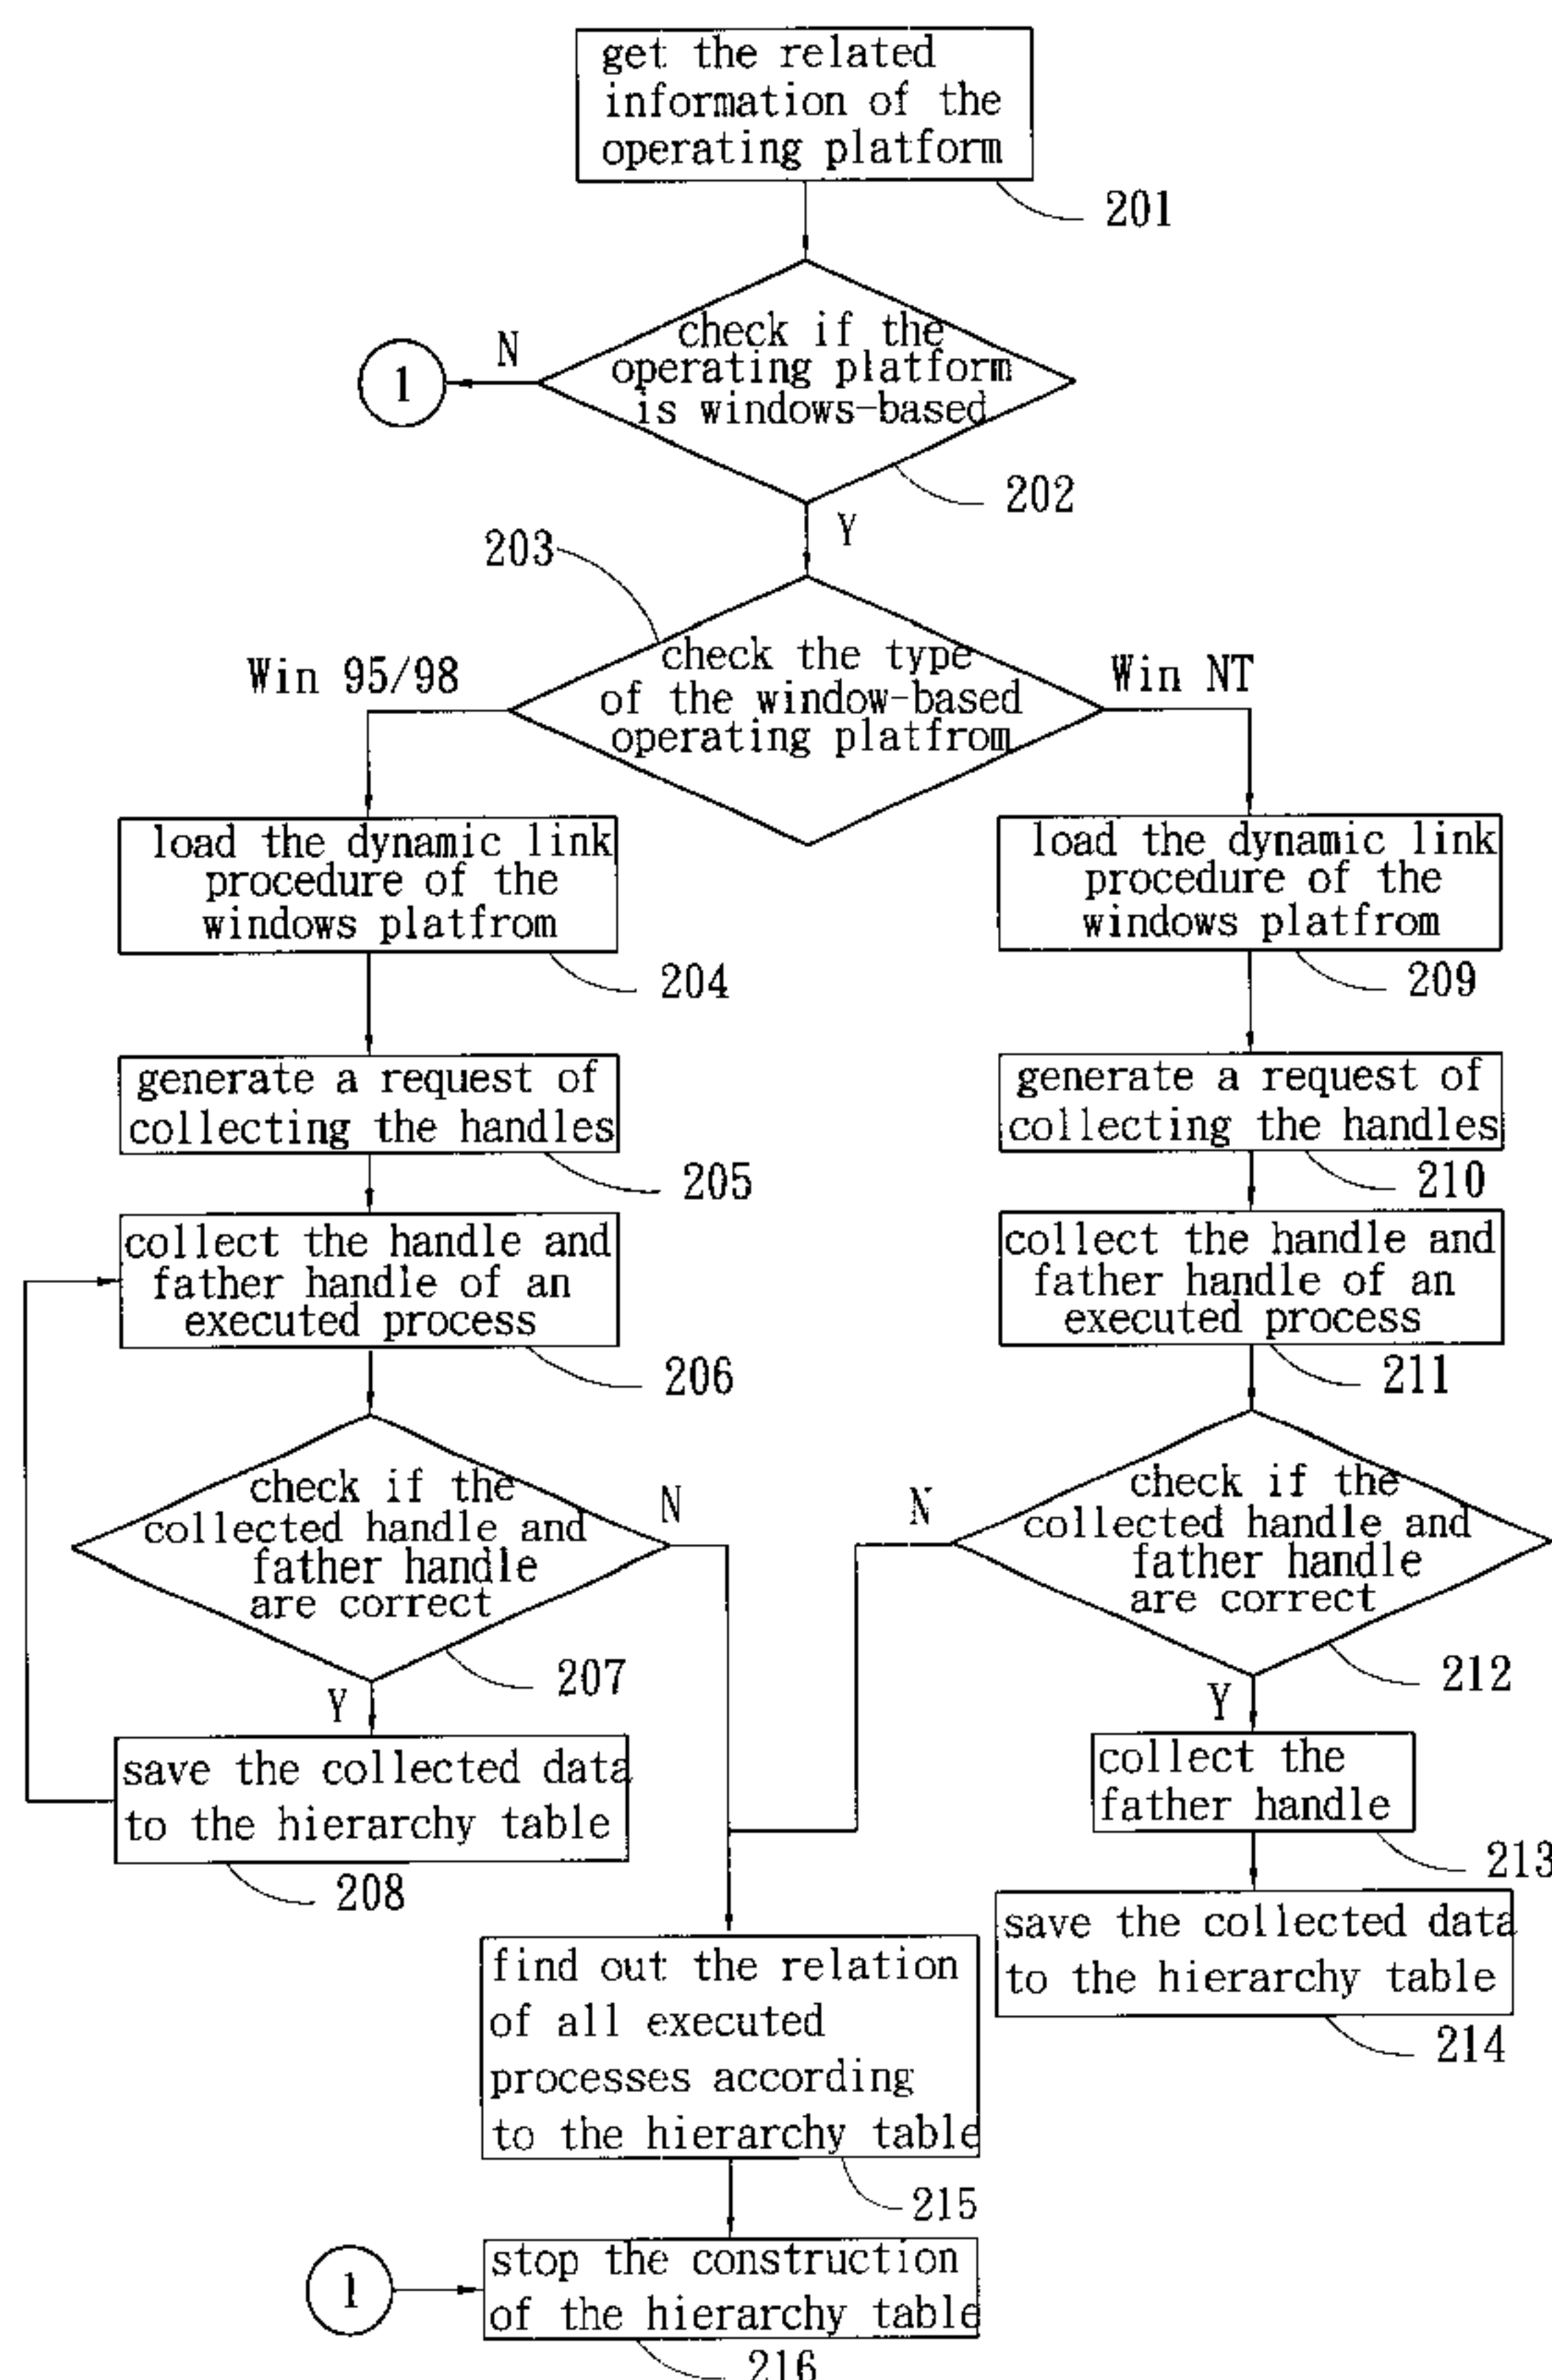 get the related
information of the
operating platform
201
check if the
operating platform
is windows-based
N
1
202
Y
203
check the type
of the window-based
operating platfrom
Win 95/98
Win NT
load the dynamic link
procedure of the
windows platfrom
204
load the dynamic link
procedure of the
windows platfrom
209
generate a request of
collecting the handles
205
generate a request of
collecting the handles
210
collect the handle and
father handle of an
executed process
206
collect the handle and
father handle of an
executed process
211
check if the
collected handle and
father handle
are correct
N
207
Y
check if the
collected handle and
father handle
are correct
N
212
Y
save the collected data
to the hierarchy table
208
collect the
father handle
213
save the collected data
to the hierarchy table
214
find out the relation
of all executed
processes according
to the hierarchy table
215
1
stop the construction
of the hierarchy table
216